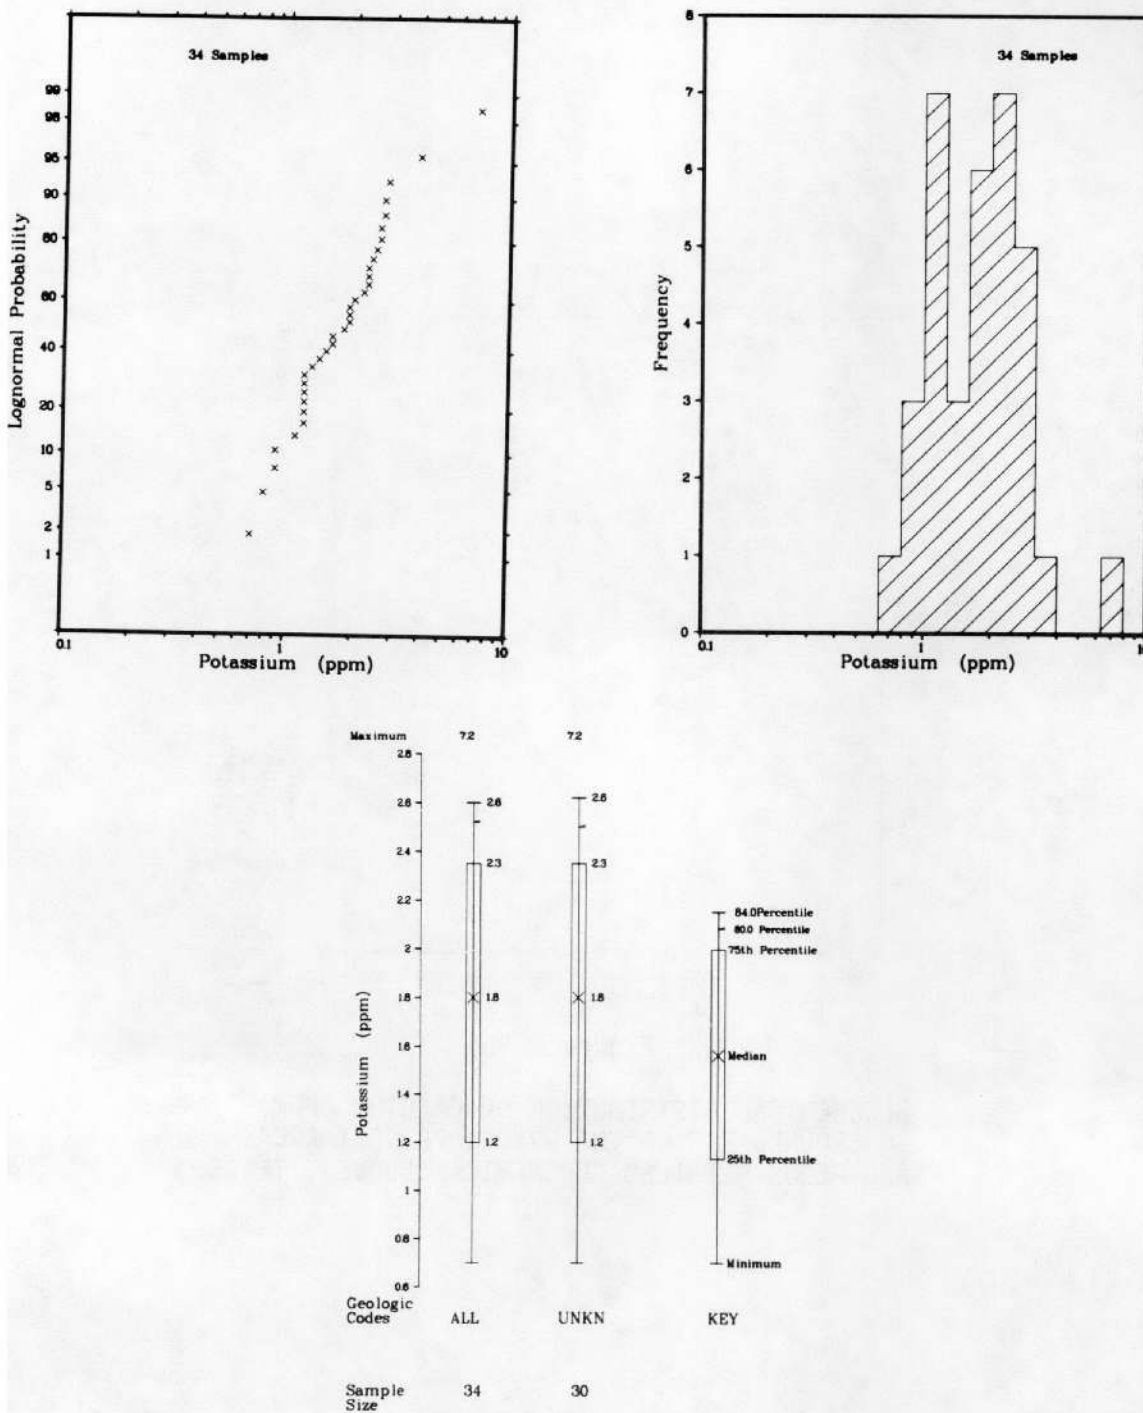 34 Samples
99
98
95
90
80
60
40
20
10
5
2
1
Lognormal Probability
0.1
1
10
Potassium (ppm)
34 Samples
8
7
6
5
4
3
2
1
0
Frequency
0.1
1
Potassium (ppm)
Maximum 7.2 7.2
2.8
2.6
2.4
2.2
2
1.8
1.6
1.4
1.2
1
0.8
0.6
Potassium (ppm)
2.6
2.3
1.8
1.2
2.6
2.3
1.8
1.2
84.0 Percentile
80.0 Percentile
75th Percentile
Median
25th Percentile
Minimum
Geologic
Codes ALL UNKN KEY
Sample
Size 34 30